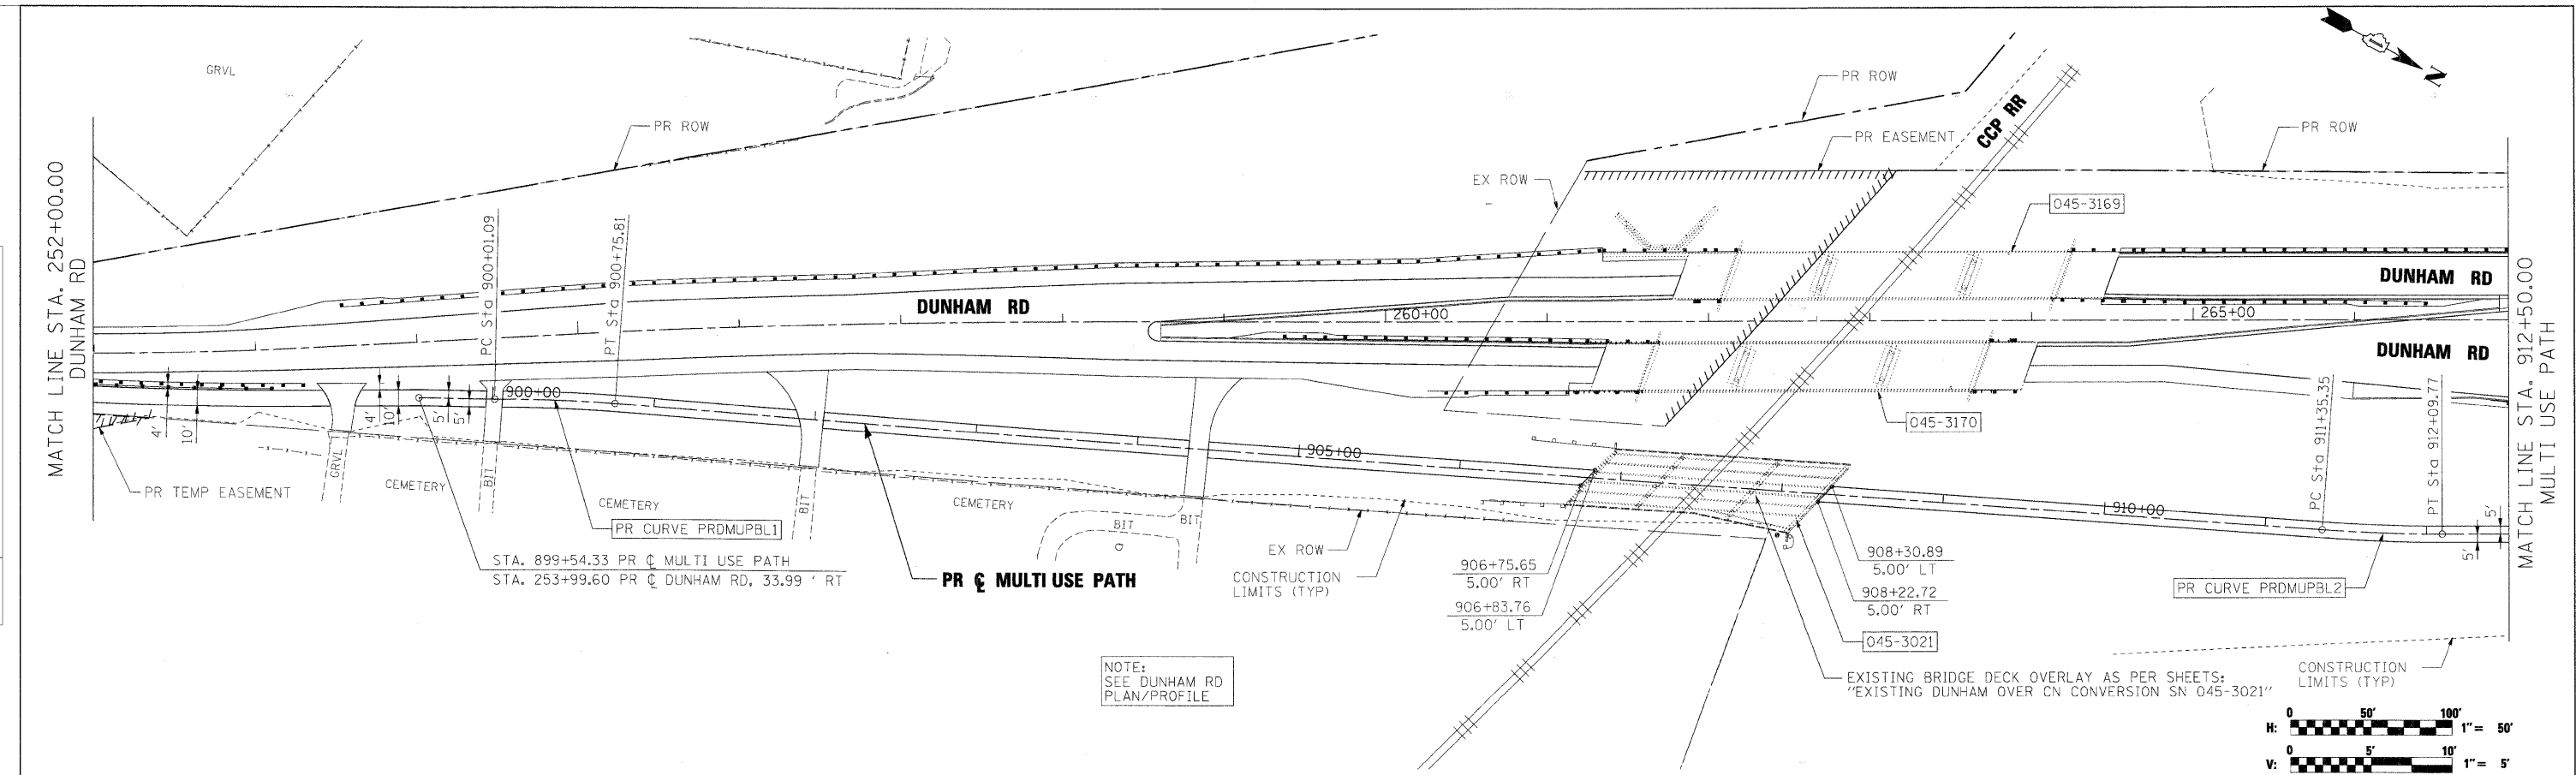 GRVL
PR ROW
PR ROW
PR ROW
PR ROW
N
CCP RR
PR EASEMENT
EX ROW
045-3169
MATCH LINE STA. 252+00.00
DUNHAM RD
PC Sta 900+01.09
PT Sta 900+75.81
DUNHAM RD
DUNHAM RD
260+00
265+00
DUNHAM RD
045-3170
MATCH LINE STA. 912+50.00
MULTI USE PATH
PC Sta 911+35.35
PT Sta 912+09.77
900+00
905+00
910+00
4'
10'
4'
10'
5'
5'
5'
5'
GRVL
BIT
BIT
BIT
BIT
PR TEMP EASEMENT
CEMETERY
CEMETERY
CEMETERY
PR CURVE PRDMUPBL1
STA. 899+54.33 PR ℄ MULTI USE PATH
STA. 253+99.60 PR ℄ DUNHAM RD, 33.99 ' RT
PR ℄ MULTI USE PATH
EX ROW
CONSTRUCTION
LIMITS (TYP)
906+75.65
5.00' RT
906+83.76
5.00' LT
908+30.89
5.00' LT
908+22.72
5.00' RT
045-3021
PR CURVE PRDMUPBL2
NOTE:
SEE DUNHAM RD
PLAN/PROFILE
EXISTING BRIDGE DECK OVERLAY AS PER SHEETS:
"EXISTING DUNHAM OVER CN CONVERSION SN 045-3021"
CONSTRUCTION
LIMITS (TYP)
0 50' 100'
H: 1"= 50'
0 5' 10'
V: 1"= 5'